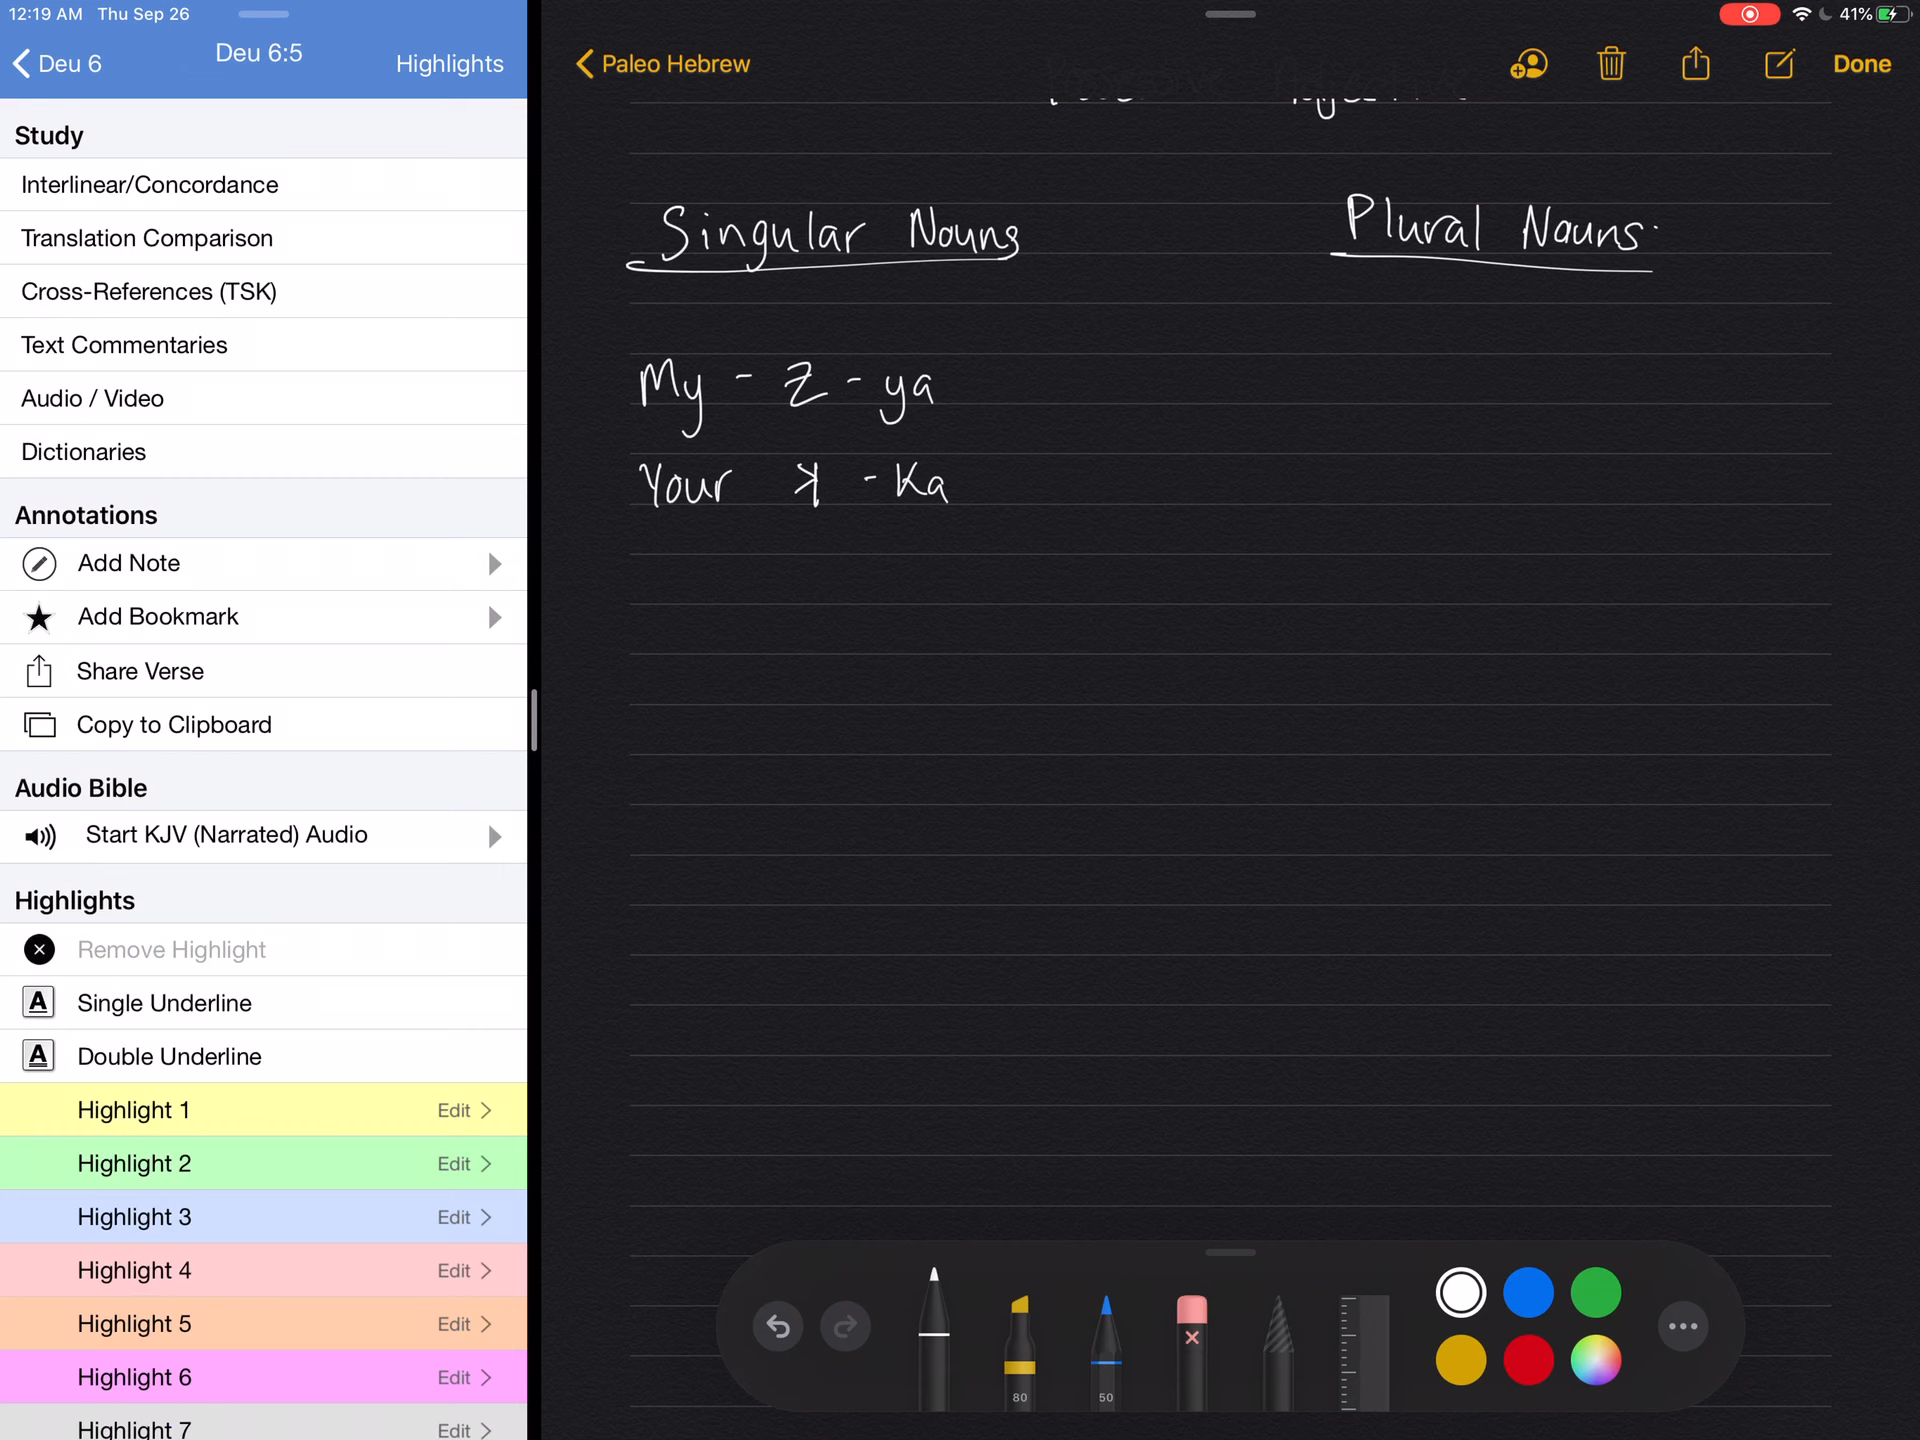 12:19 AM Thu Sep 26
41%
Deu 6
Deu 6:5
Highlights
Study
Interlinear/Concordance
Translation Comparison
Cross-References (TSK)
Text Commentaries
Audio / Video
Dictionaries
Annotations
Add Note
Add Bookmark
Share Verse
Copy to Clipboard
Audio Bible
Start KJV (Narrated) Audio
Highlights
Remove Highlight
A Single Underline
A Double Underline
Highlight 1 Edit
Highlight 2 Edit
Highlight 3 Edit
Highlight 4 Edit
Highlight 5 Edit
Highlight 6 Edit
Highlight 7 Edit
Paleo Hebrew
Done
Singular Nouns
Plural Nouns.
My - Z - ya
Your 𐤊 - Ka
80
50